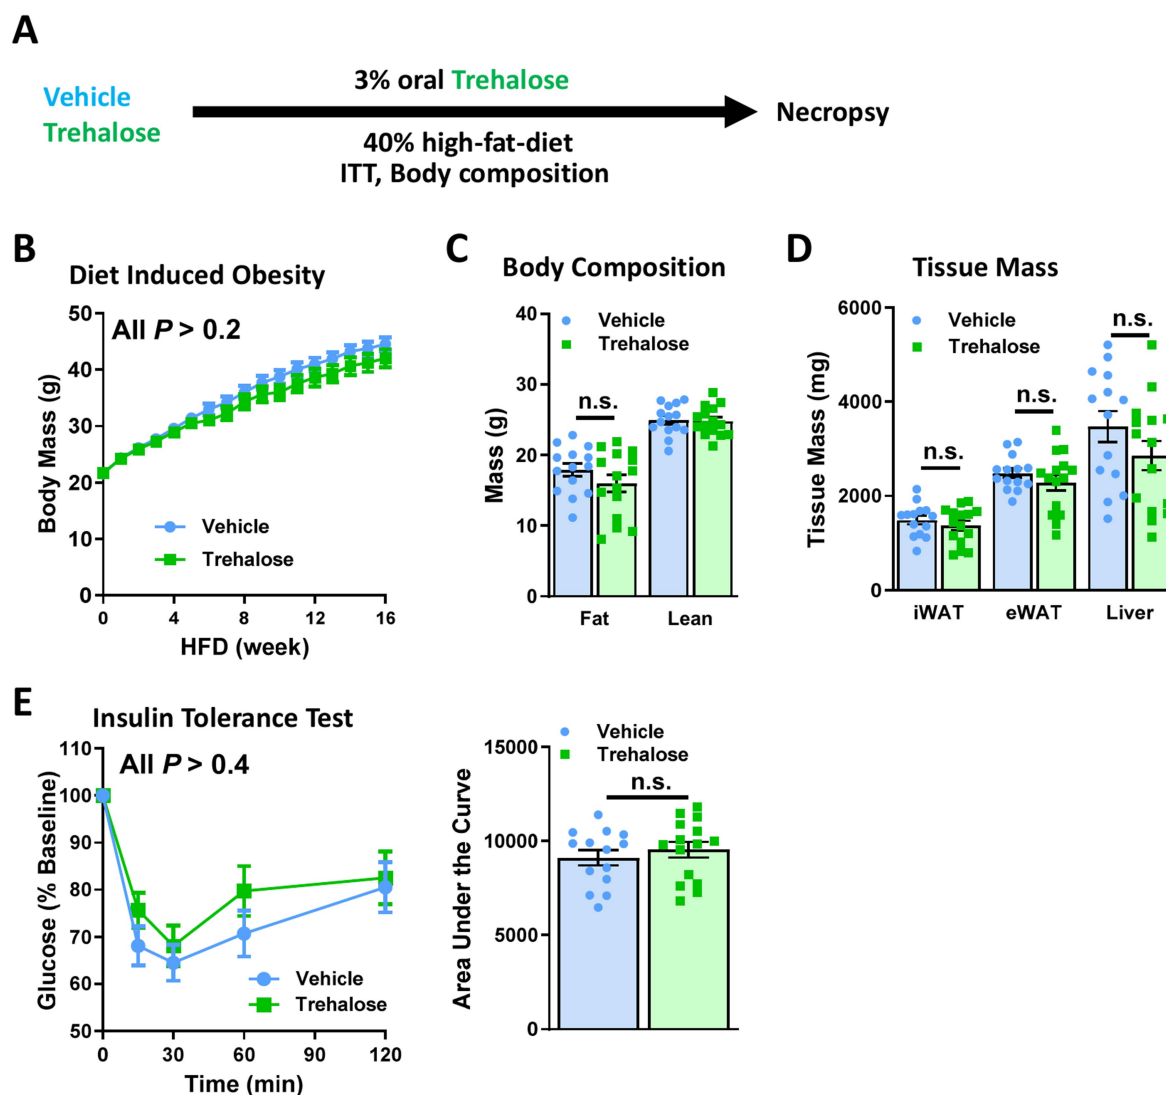 A
Vehicle
Trehalose
3% oral Trehalose
40% high-fat-diet
ITT, Body composition
Necropsy
B
Diet Induced Obesity
All P > 0.2
Body Mass (g)
50
40
30
20
10
0
Vehicle
Trehalose
0 4 8 12 16
HFD (week)
C
Body Composition
Vehicle
Trehalose
Mass (g)
40
30
20
10
0
n.s.
Fat Lean
D
Tissue Mass
Vehicle
Trehalose
Tissue Mass (mg)
6000
4000
2000
0
n.s.
n.s.
n.s.
iWAT eWAT Liver
E
Insulin Tolerance Test
All P > 0.4
Glucose (% Baseline)
110
100
90
80
70
60
50
Vehicle
Trehalose
0 30 60 90 120
Time (min)
Vehicle
Trehalose
n.s.
Area Under the Curve
15000
10000
5000
0